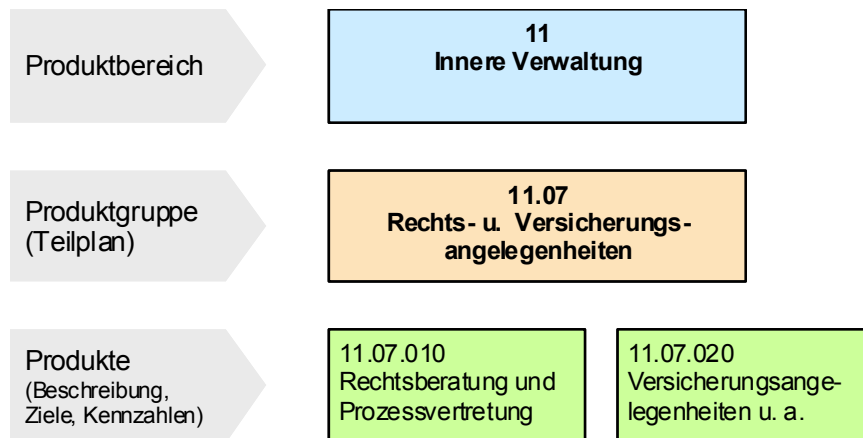 Produktbereich
11
Innere Verwaltung
Produktgruppe
(Teilplan)
11.07
Rechts- u. Versicherungs-
angelegenheiten
Produkte
(Beschreibung,
Ziele, Kennzahlen)
11.07.010
Rechtsberatung und
Prozessvertretung
11.07.020
Versicherungsange-
legenheiten u. a.